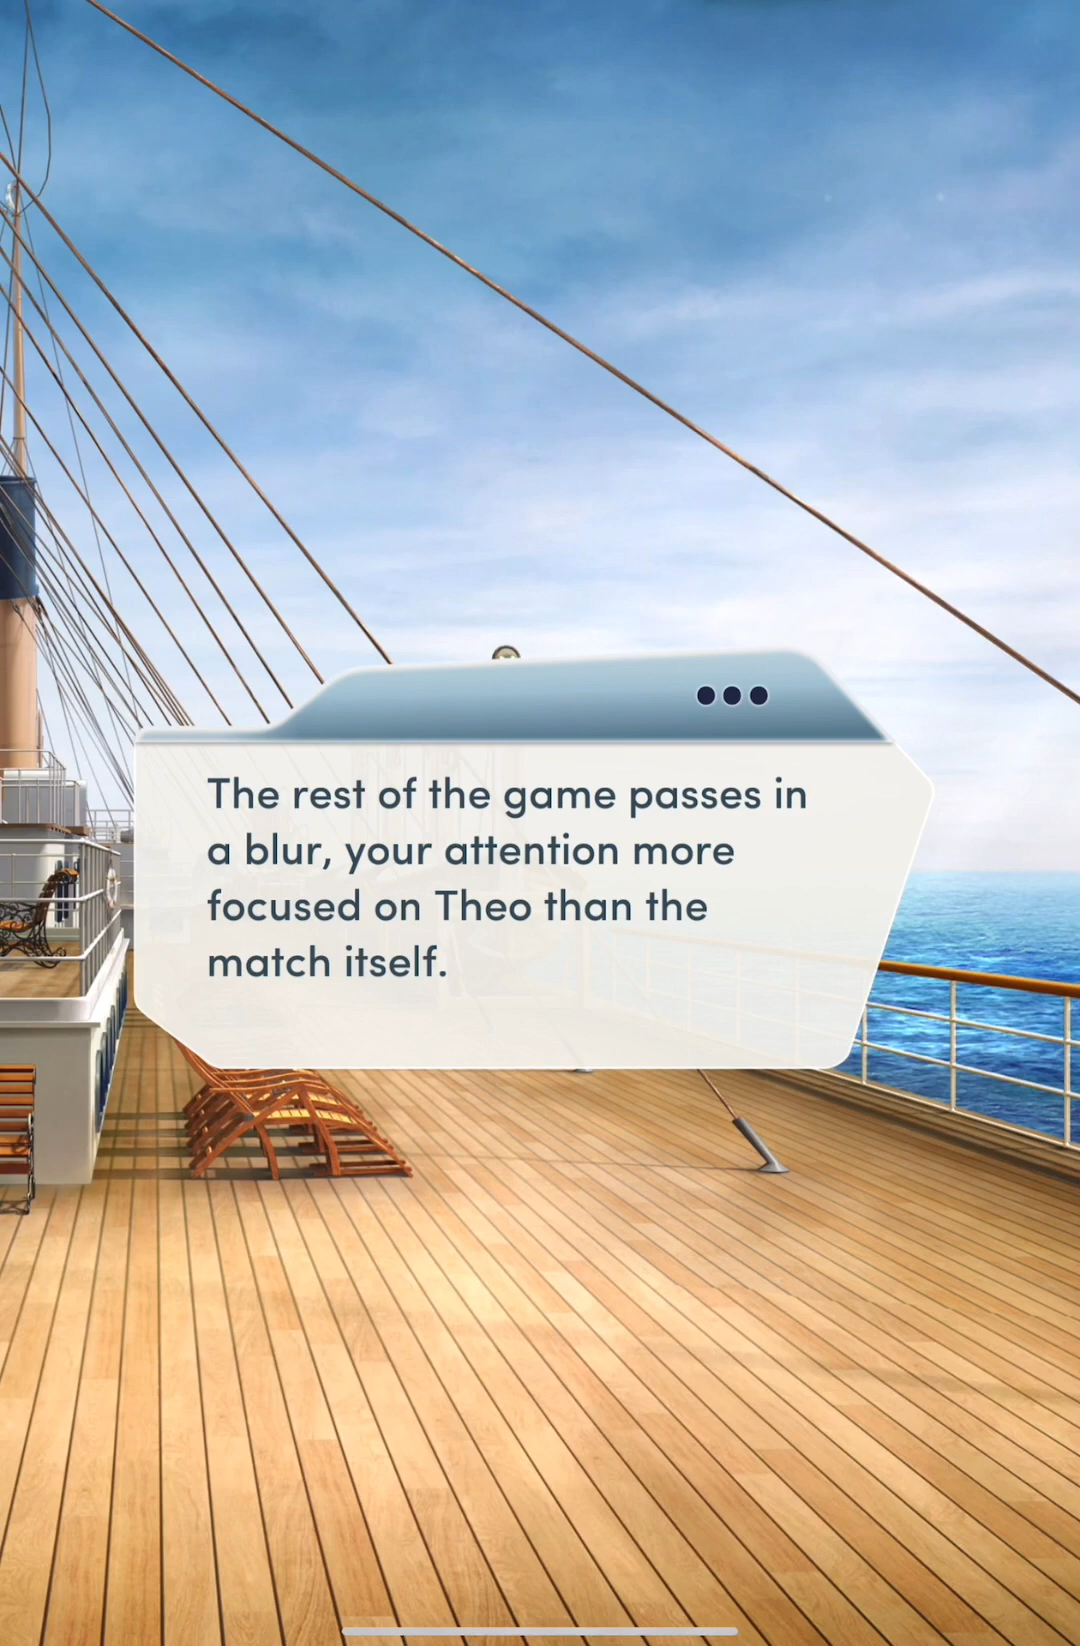 The rest of the game passes in
a blur, your attention more
focused on Theo than the
match itself.